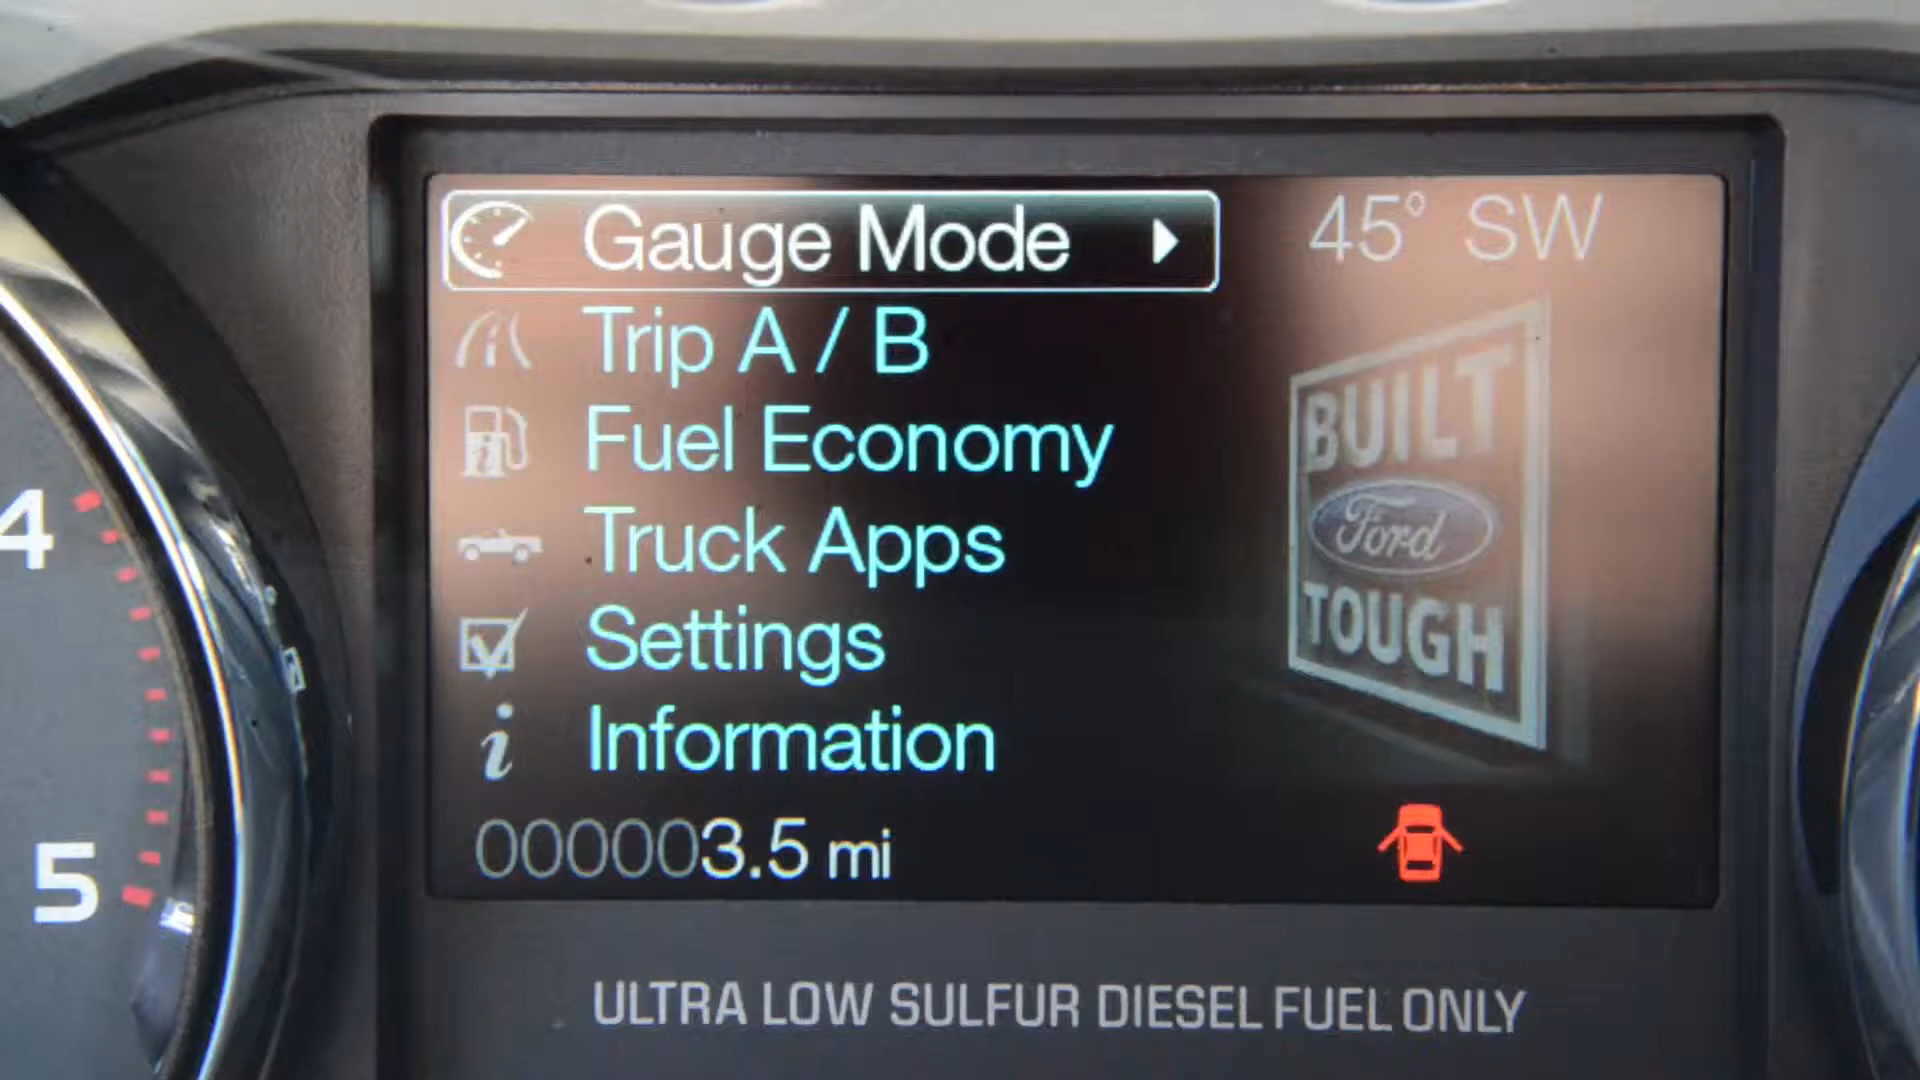 Gauge Mode
45° SW
Trip A / B
Fuel Economy
Truck Apps
Settings
Information
BUILT
Ford
TOUGH
000003.5 mi
4
5
ULTRA LOW SULFUR DIESEL FUEL ONLY